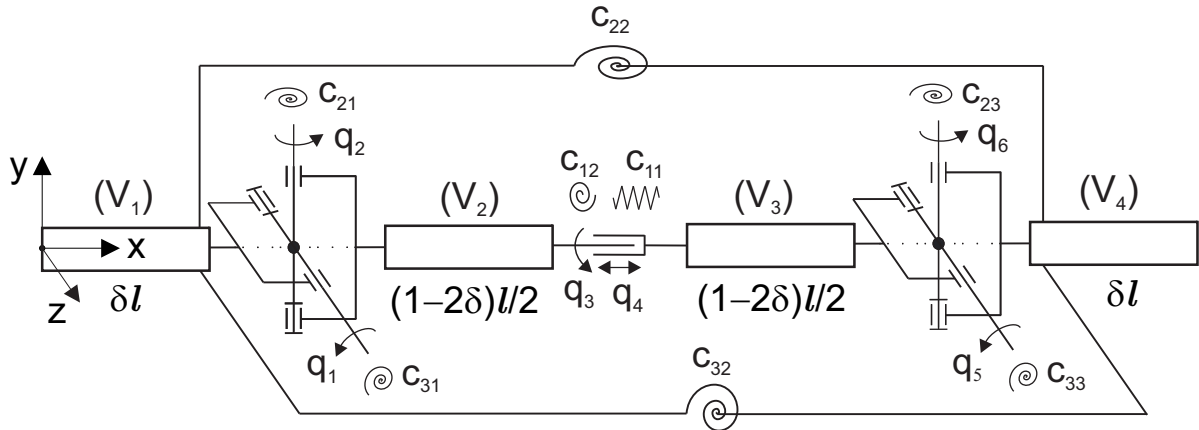 c₂₂
c₂₁ c₂₃
q₂ q₆
y (V₁) (V₂) c₁₂ c₁₁ (V₃) (V₄)
x
z δl (1–2δ)l/2 q₃ q₄ (1–2δ)l/2 δl
q₁ c₃₁ c₃₂ q₅ c₃₃